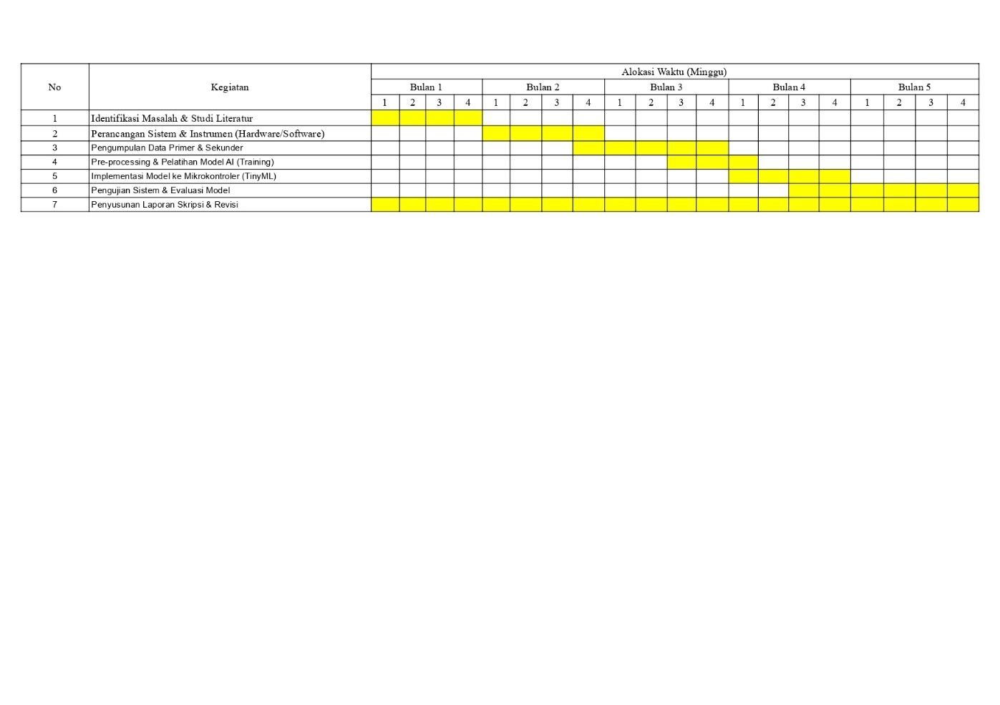 Alokasi Waktu (Minggu)
No Kegiatan Bulan 1 Bulan 2 Bulan 3 Bulan 4 Bulan 5
1 2 3 4 1 2 3 4 1 2 3 4 1 2 3 4 1 2 3 4
1 Identifikasi Masalah & Studi Literatur
2 Perancangan Sistem & Instrumen (Hardware/Software)
3 Pengumpulan Data Primer & Sekunder
4 Pre-processing & Pelatihan Model AI (Training)
5 Implementasi Model ke Mikrokontroler (TinyML)
6 Pengujian Sistem & Evaluasi Model
7 Penyusunan Laporan Skripsi & Revisi